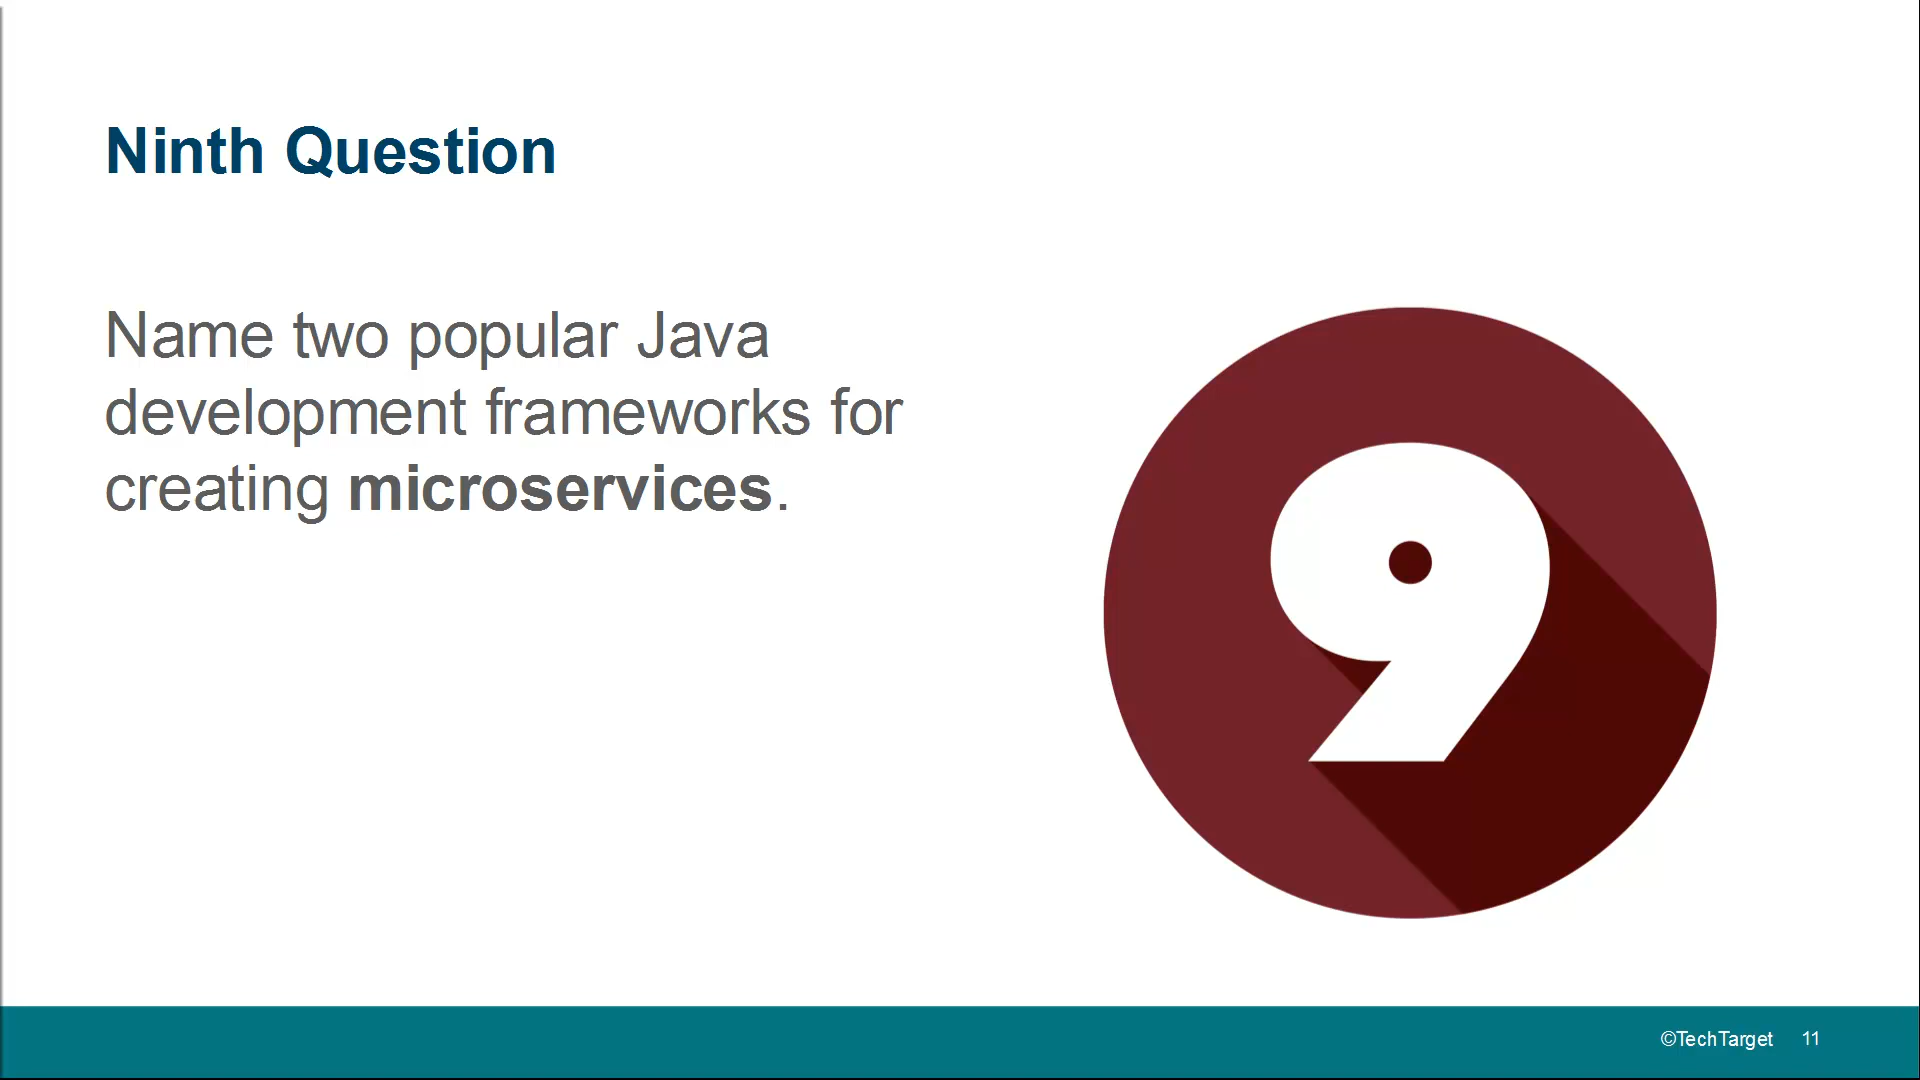 Ninth Question
Name two popular Java
development frameworks for
creating microservices.
9
©TechTarget 11